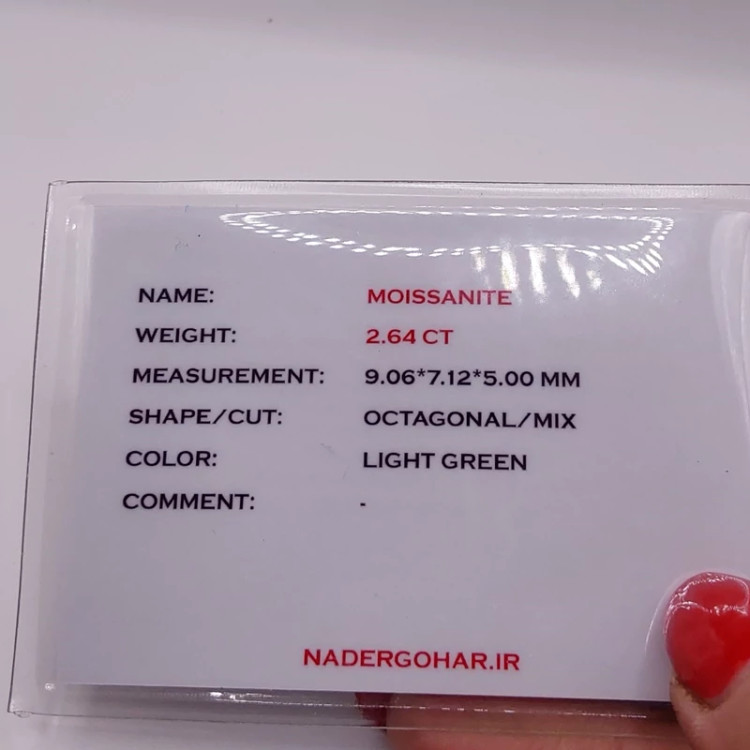 NAME: MOISSANITE
WEIGHT: 2.64 CT
MEASUREMENT: 9.06*7.12*5.00 MM
SHAPE/CUT: OCTAGONAL/MIX
COLOR: LIGHT GREEN
COMMENT: -
NADERGOHAR.IR